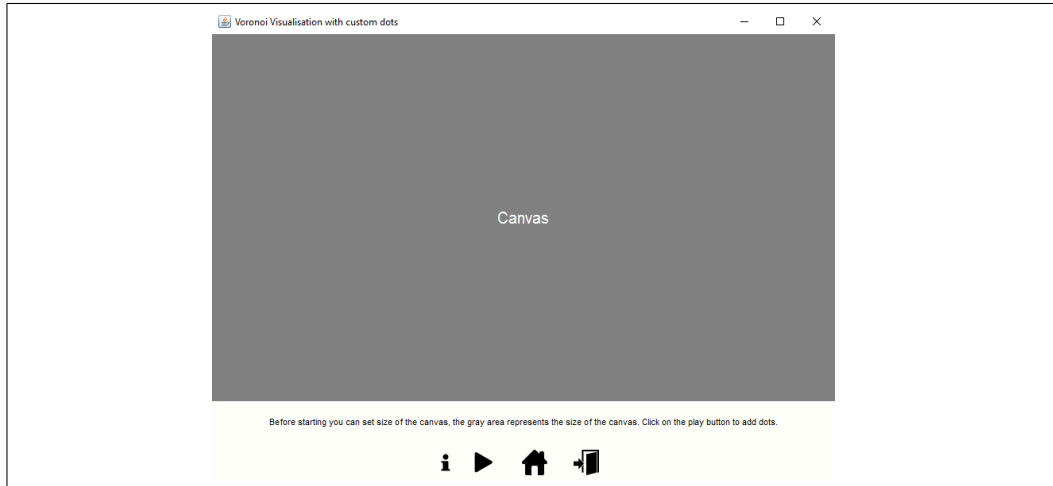 Voronoi Visualisation with custom dots
Canvas
Before starting you can set size of the canvas, the gray area represents the size of the canvas. Click on the play button to add dots.